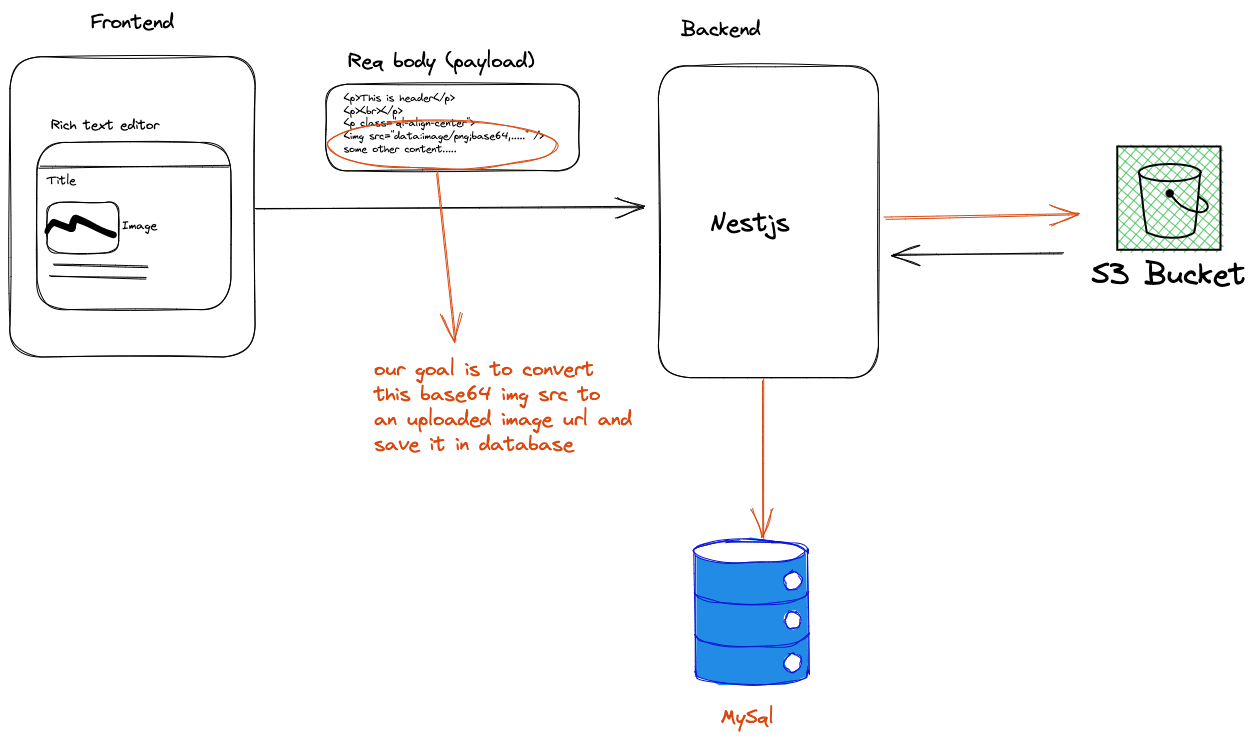 Frontend
Backend
Req body (payload)
<p>This is header</p>
<p><br></p>
<p class="ql-align-center">
<img src="data:image/png;base64,....." />
some other content.....
Rich text editor
Title
Image
Nestjs
S3 Bucket
our goal is to convert
this base64 img src to
an uploaded image url and
save it in database
MySql